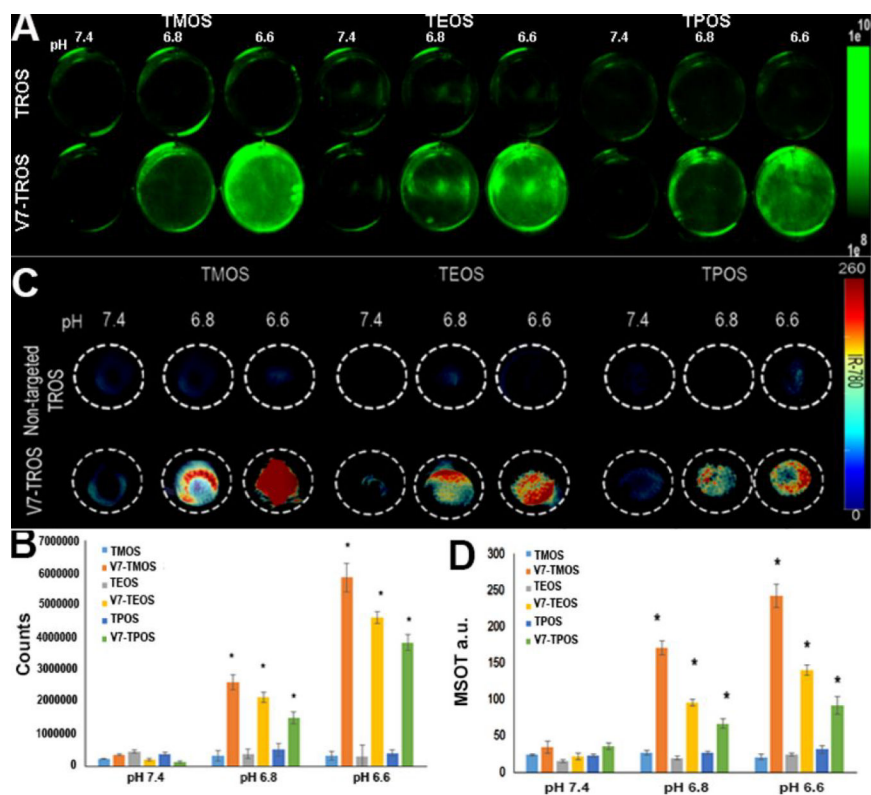 A TMOS TEOS TPOS
pH 7.4 6.8 6.6 7.4 6.8 6.6 7.4 6.8 6.6
TROS
V7-TROS
1e10
1e8
C TMOS TEOS TPOS
pH 7.4 6.8 6.6 7.4 6.8 6.6 7.4 6.8 6.6
Non-targeted
TROS
V7-TROS
260
IR-780
0
B
Counts
7000000
6000000
5000000
4000000
3000000
2000000
1000000
0
TMOS
V7-TMOS
TEOS
V7-TEOS
TPOS
V7-TPOS
* * *
* * *
pH 7.4 pH 6.8 pH 6.6
D
MSOT a.u.
300
250
200
150
100
50
0
TMOS
V7-TMOS
TEOS
V7-TEOS
TPOS
V7-TPOS
* * *
* * *
pH 7.4 pH 6.8 pH 6.6